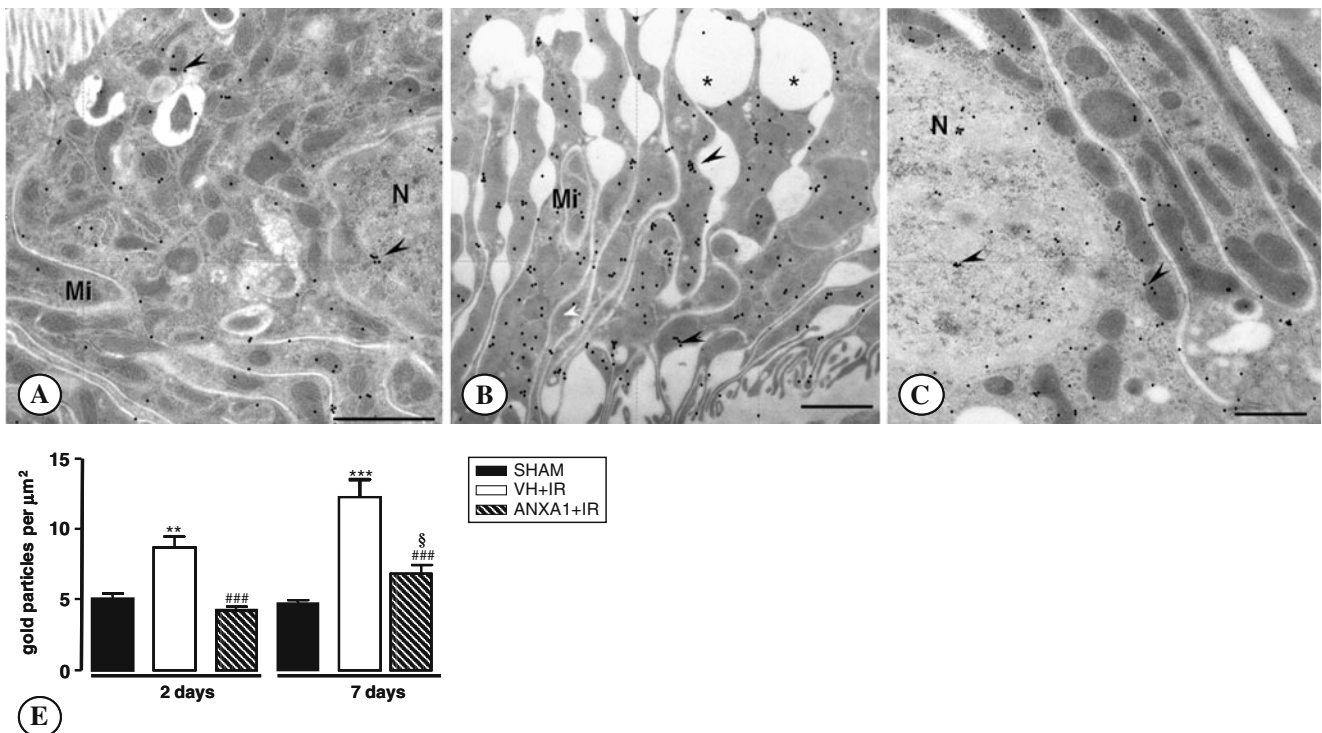 N
Mi
A
* *
Mi
B
N
C
gold particles per μm²
15
10
5
0
**
###
***
§
###
2 days
7 days
SHAM
VH+IR
ANXA1+IR
E